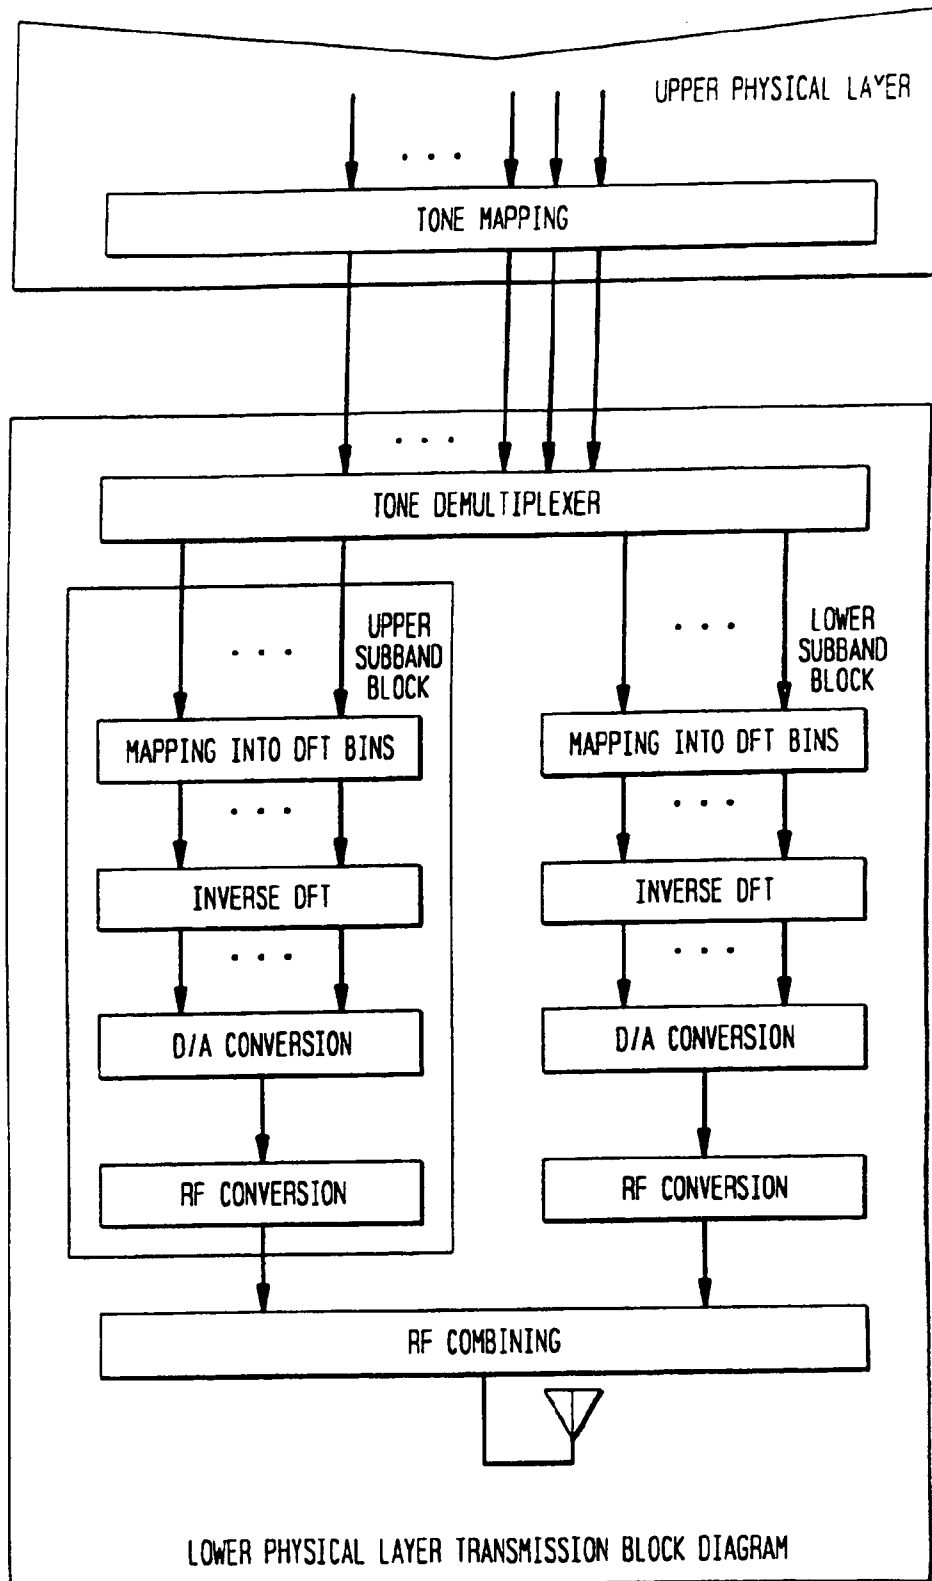 UPPER PHYSICAL LAYER
TONE MAPPING
TONE DEMULTIPLEXER
UPPER
SUBBAND
BLOCK
LOWER
SUBBAND
BLOCK
MAPPING INTO DFT BINS
MAPPING INTO DFT BINS
INVERSE DFT
INVERSE DFT
D/A CONVERSION
D/A CONVERSION
RF CONVERSION
RF CONVERSION
RF COMBINING
LOWER PHYSICAL LAYER TRANSMISSION BLOCK DIAGRAM